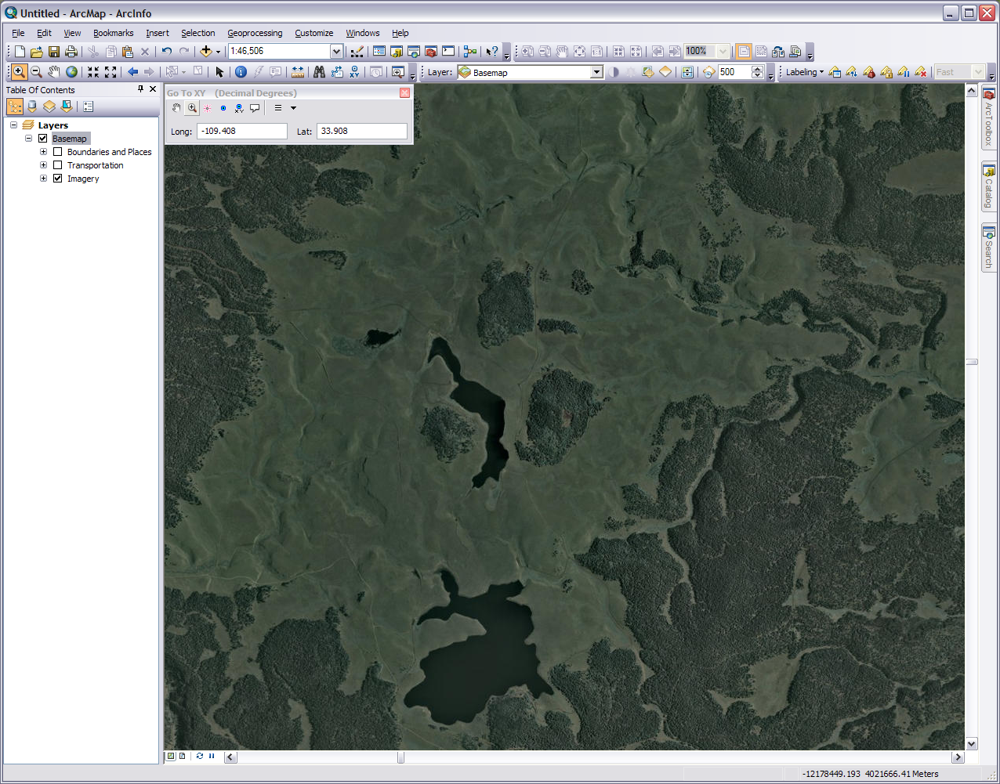 Untitled - ArcMap - ArcInfo
File Edit View Bookmarks Insert Selection Geoprocessing Customize Windows Help
1:46,506
100%
Layer: Basemap
500
Labeling
Fast
Table Of Contents
Layers
Basemap
Boundaries and Places
Transportation
Imagery
Go To XY (Decimal Degrees)
Long: -109.408 Lat: 33.908
ArcToolbox
Catalog
Search
-12178449.193 4021666.41 Meters